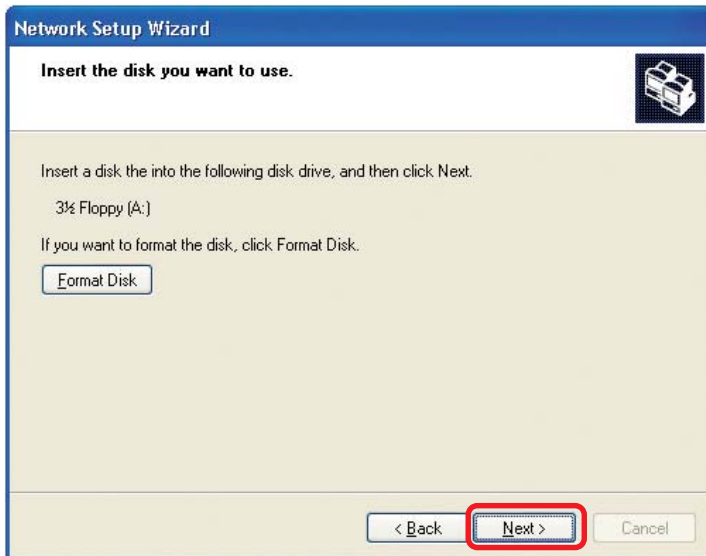 Network Setup Wizard
Insert the disk you want to use.
Insert a disk the into the following disk drive, and then click Next.
3½ Floppy (A:)
If you want to format the disk, click Format Disk.
Format Disk
< Back Next > Cancel